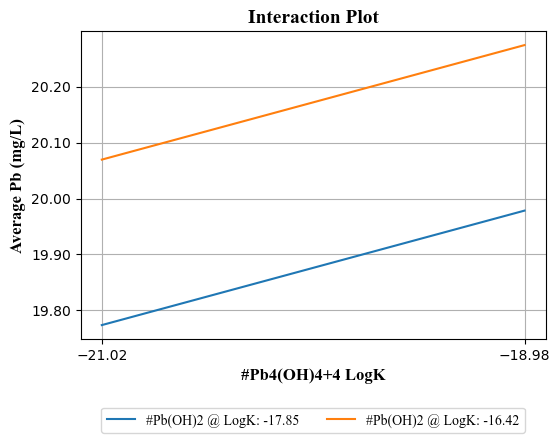 Interaction Plot
Average Pb (mg/L)
20.20
20.10
20.00
19.90
19.80
−21.02
−18.98
#Pb4(OH)4+4 LogK
#Pb(OH)2 @ LogK: -17.85
#Pb(OH)2 @ LogK: -16.42